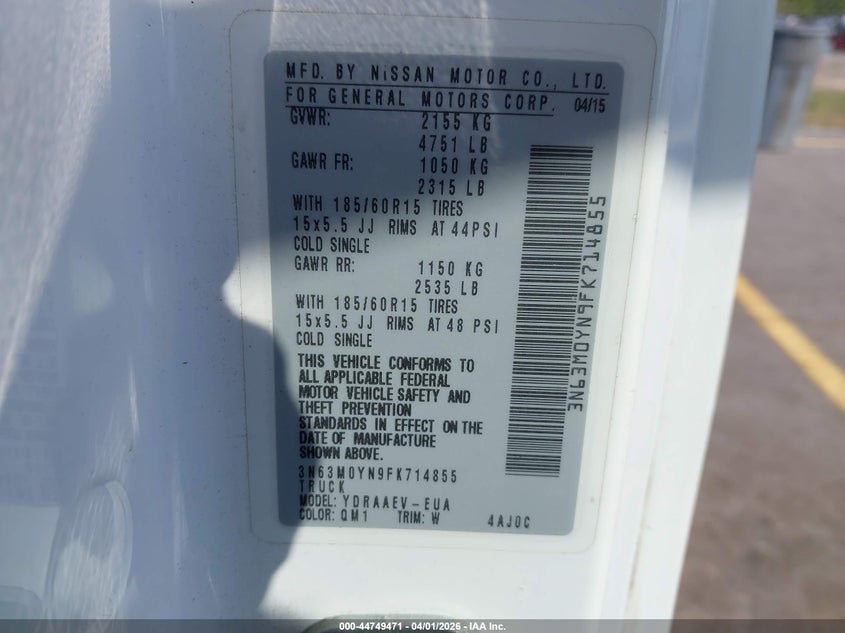 MFD. BY NiSSAN MOTOR CO., LTD.
FOR GENERAL MOTORS CORP. 04/15
GVWR: 2155 KG
4751 LB
GAWR FR: 1050 KG
2315 LB
WITH 185/60R15 TIRES
15x5.5 JJ RIMS AT 44PSI
COLD SINGLE
GAWR RR: 1150 KG
2535 LB
WITH 185/60R15 TIRES
15x5.5 JJ RIMS AT 48 PSI
COLD SINGLE
THIS VEHICLE CONFORMS TO
ALL APPLICABLE FEDERAL
MOTOR VEHICLE SAFETY AND
THEFT PREVENTION
STANDARDS IN EFFECT ON THE
DATE OF MANUFACTURE
SHOWN ABOVE.
3N63M0YN9FK714855
TRUCK
MODEL: YDRAAEV-EUA
COLOR: QM1 TRIM: W 4AJ0C
3N63M0YN9FK714855
000-44749471 - 04/01/2026 - IAA Inc.